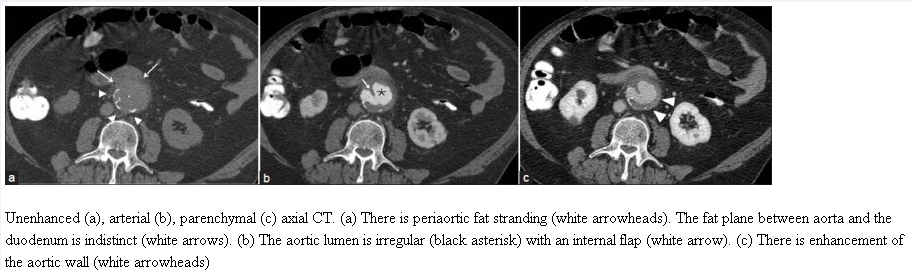 a
b
c
*
Unenhanced (a), arterial (b), parenchymal (c) axial CT. (a) There is periaortic fat stranding (white arrowheads). The fat plane between aorta and the
duodenum is indistinct (white arrows). (b) The aortic lumen is irregular (black asterisk) with an internal flap (white arrow). (c) There is enhancement of
the aortic wall (white arrowheads)